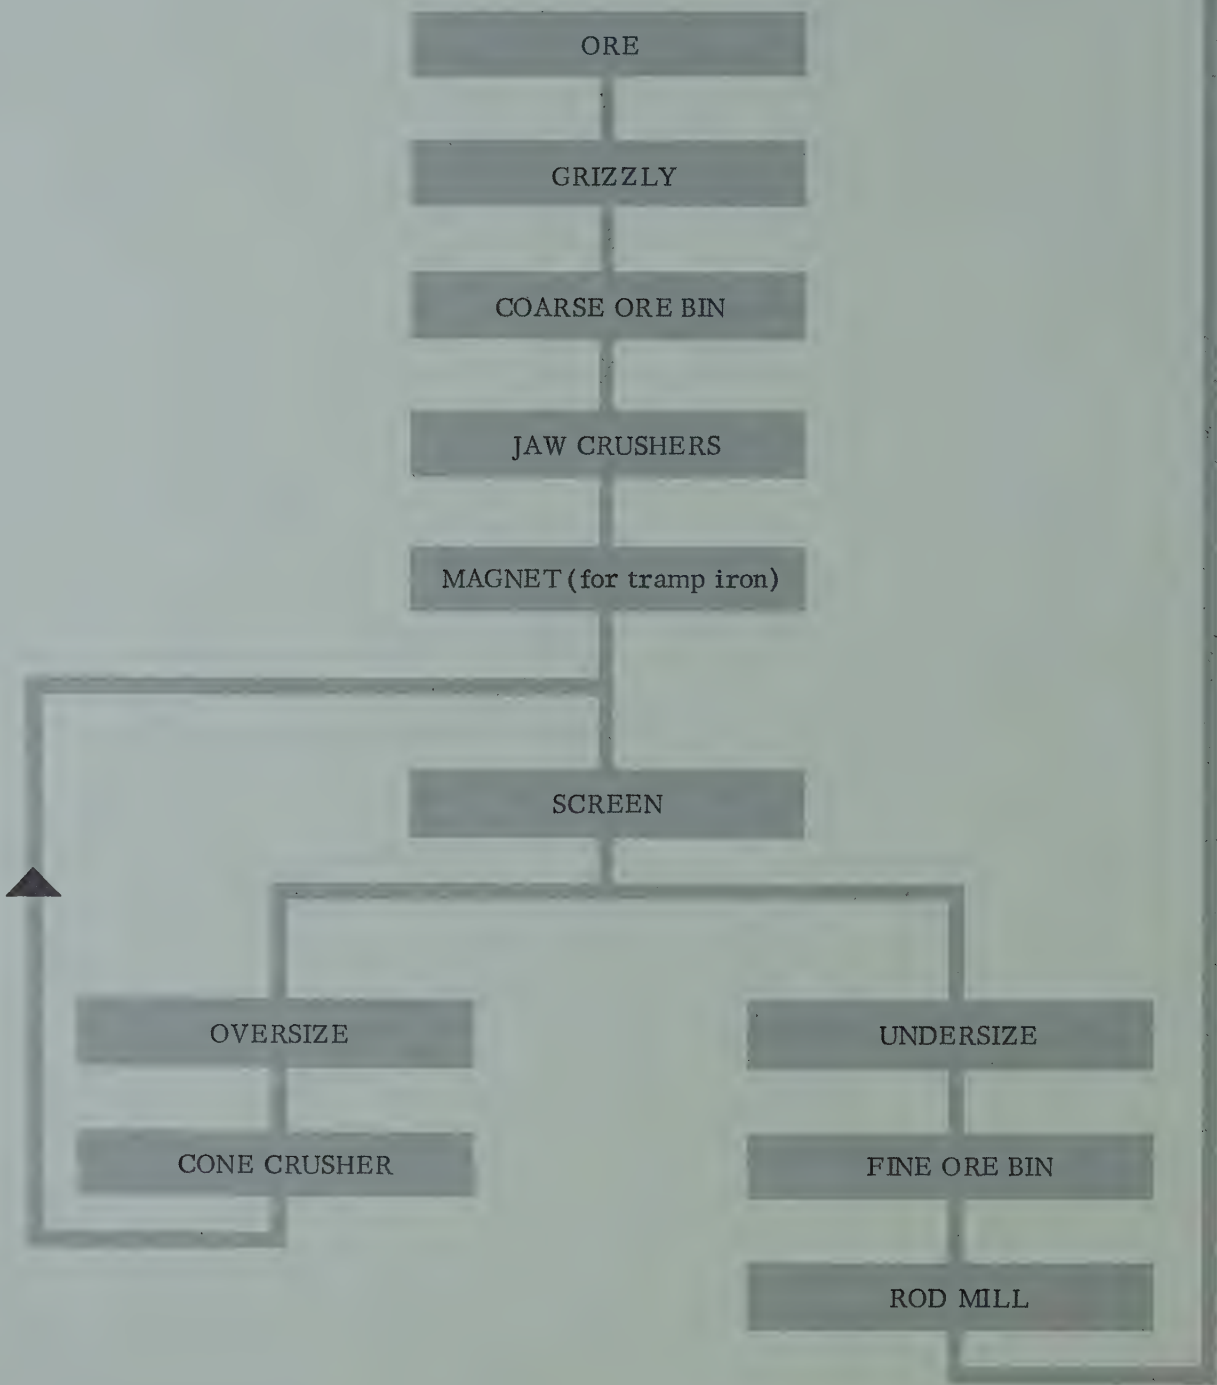 ORE
GRIZZLY
COARSE ORE BIN
JAW CRUSHERS
MAGNET (for tramp iron)
SCREEN
OVERSIZE
UNDERSIZE
CONE CRUSHER
FINE ORE BIN
ROD MILL